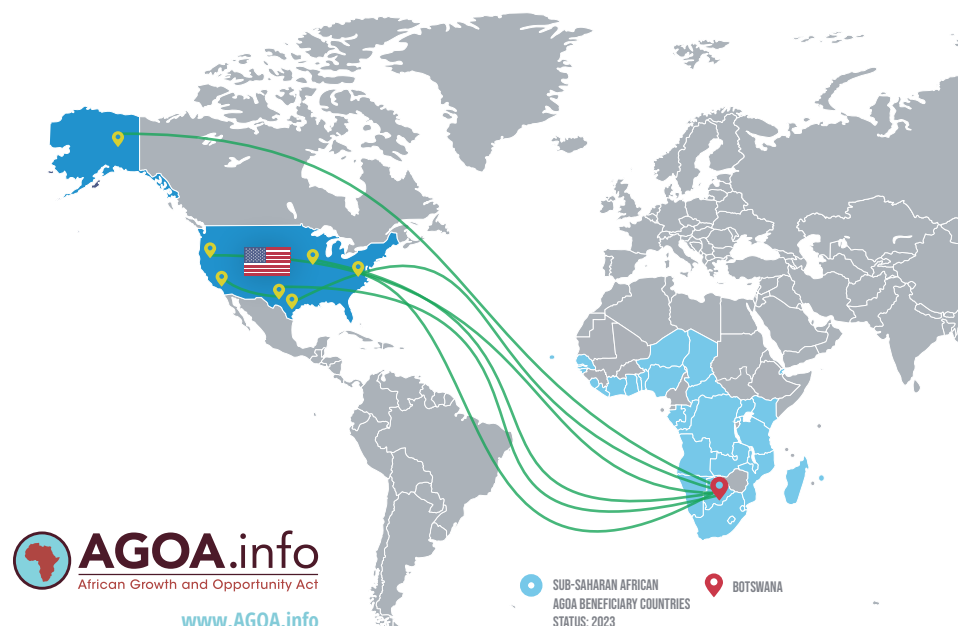 AGOA.info
African Growth and Opportunity Act
www.AGOA.info
SUB-SAHARAN AFRICAN
AGOA BENEFICIARY COUNTRIES
STATUS: 2023
BOTSWANA